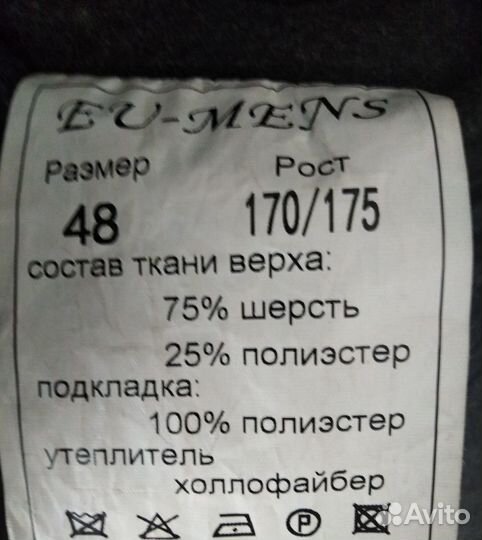 EU-MENS
Размер Рост
48 170/175
состав ткани верха:
75% шерсть
25% полиэстер
подкладка:
100% полиэстер
утеплитель
холлофайбер
P
Avito